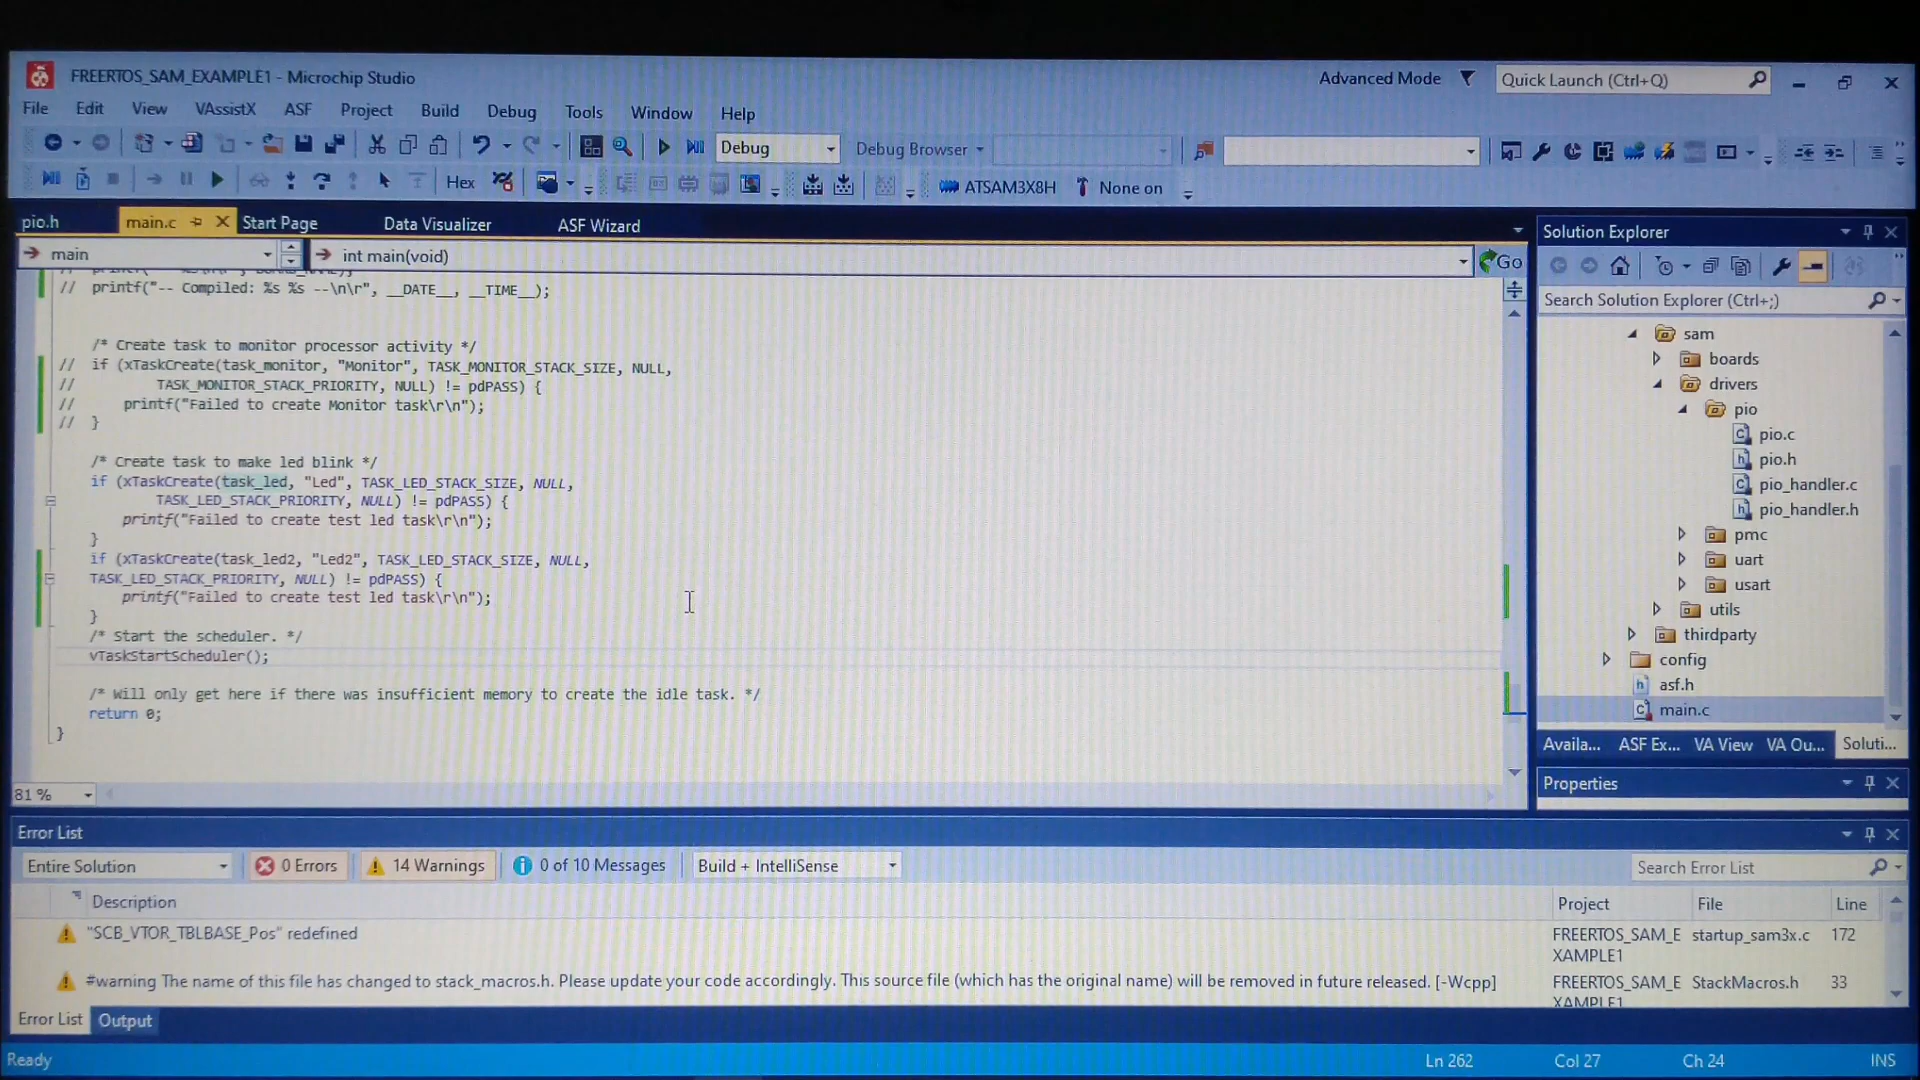 FREERTOS_SAM_EXAMPLE1 - Microchip Studio
Advanced Mode
Quick Launch (Ctrl+Q)
File Edit View VAssistX ASF Project Build Debug Tools Window Help
Debug
Debug Browser
Hex
ATSAM3X8H
None on
pio.h
main.c
Start Page
Data Visualizer
ASF Wizard
main
int main(void)
Go
// printf("-- Compiled: %s %s --\n\r", __DATE__, __TIME__);
/* Create task to monitor processor activity */
// if (xTaskCreate(task_monitor, "Monitor", TASK_MONITOR_STACK_SIZE, NULL,
// TASK_MONITOR_STACK_PRIORITY, NULL) != pdPASS) {
// printf("Failed to create Monitor task\r\n");
// }
/* Create task to make led blink */
if (xTaskCreate(task_led, "Led", TASK_LED_STACK_SIZE, NULL,
TASK_LED_STACK_PRIORITY, NULL) != pdPASS) {
printf("Failed to create test led task\r\n");
}
if (xTaskCreate(task_led2, "Led2", TASK_LED_STACK_SIZE, NULL,
TASK_LED_STACK_PRIORITY, NULL) != pdPASS) {
printf("Failed to create test led task\r\n");
}
/* Start the scheduler. */
vTaskStartScheduler();
/* Will only get here if there was insufficient memory to create the idle task. */
return 0;
}
81 %
Solution Explorer
Search Solution Explorer (Ctrl+;)
sam
boards
drivers
pio
pio.c
pio.h
pio_handler.c
pio_handler.h
pmc
uart
usart
utils
thirdparty
config
asf.h
main.c
Availa... ASF Ex... VA View VA Ou... Soluti...
Properties
Error List
Entire Solution
0 Errors
14 Warnings
0 of 10 Messages
Build + IntelliSense
Search Error List
Description
Project
File
Line
"SCB_VTOR_TBLBASE_Pos" redefined
FREERTOS_SAM_E
XAMPLE1
startup_sam3x.c
172
#warning The name of this file has changed to stack_macros.h. Please update your code accordingly. This source file (which has the original name) will be removed in future released. [-Wcpp]
FREERTOS_SAM_E
XAMPLE1
StackMacros.h
33
Error List
Output
Ready
Ln 262
Col 27
Ch 24
INS